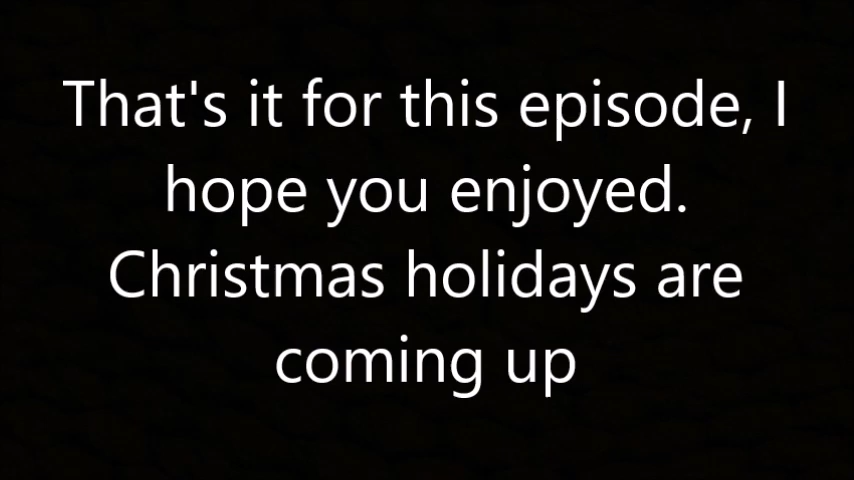 That's it for this episode, I
hope you enjoyed.
Christmas holidays are
coming up